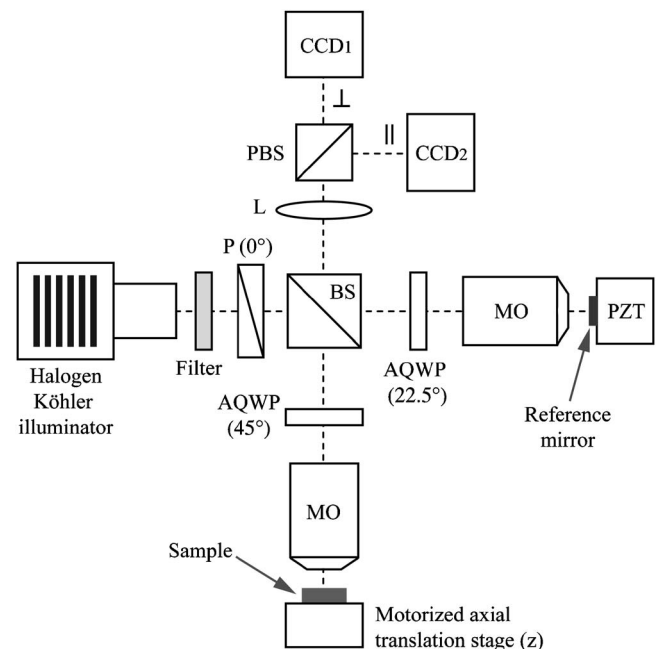 CCD1
⊥
PBS
||
CCD2
L
P (0°)
BS
MO
PZT
Halogen
Köhler
illuminator
Filter
AQWP
(45°)
AQWP
(22.5°)
Reference
mirror
MO
Sample
Motorized axial
translation stage (z)